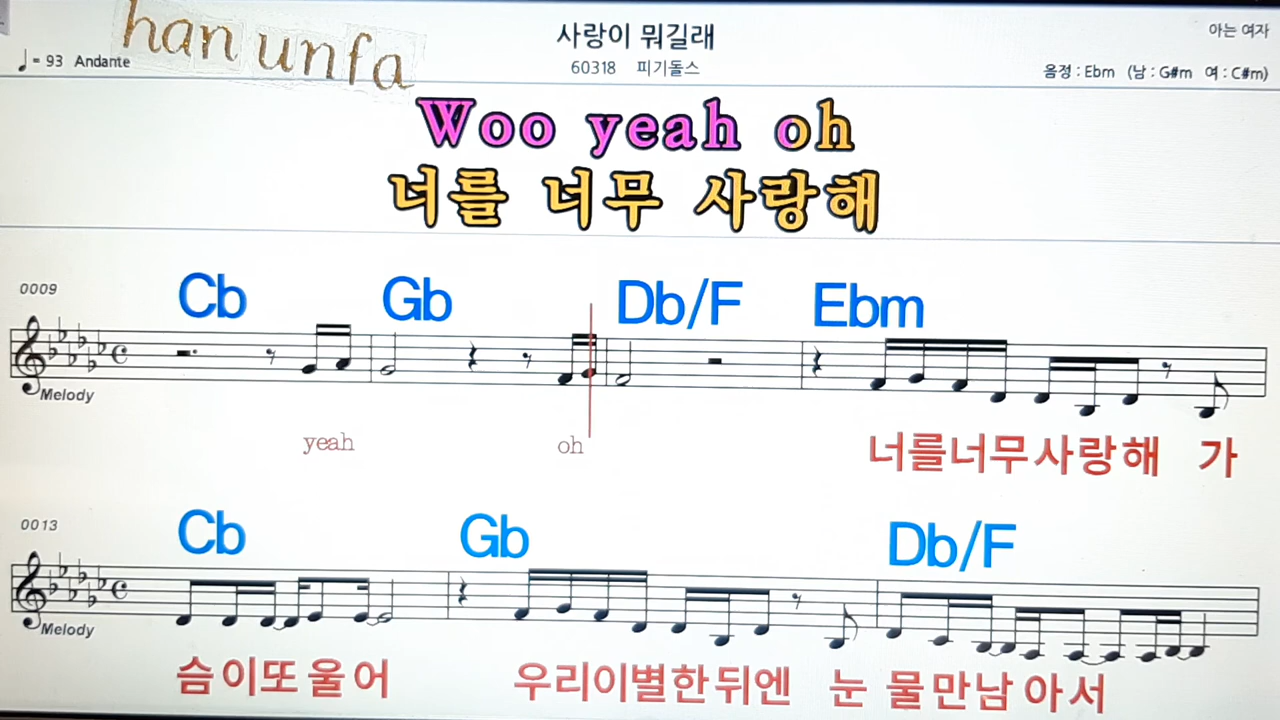 han unfa
사랑이 뭐길래
아는 여자
♩= 93 Andante
60318 피기돌스
음정 : Ebm (남 : G#m 여 : C#m)
Woo yeah oh
너를 너무 사랑해
0009
Cb Gb Db/F Ebm
Melody
yeah oh 너를너무사랑해 가
0013
Cb Gb Db/F
Melody
슴이또울어 우리이별한뒤엔 눈물만남아서